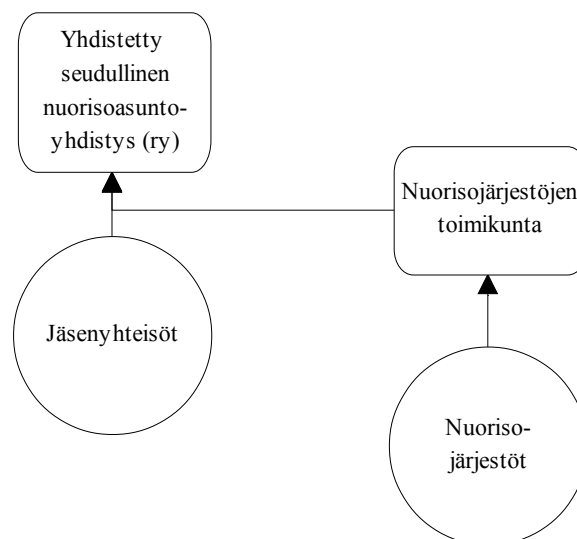 Yhdistetty
seudullinen
nuorisoasunto-
yhdistys (ry)
Nuorisojärjestöjen
toimikunta
Jäsenyhteisöt
Nuoriso-
järjestöt